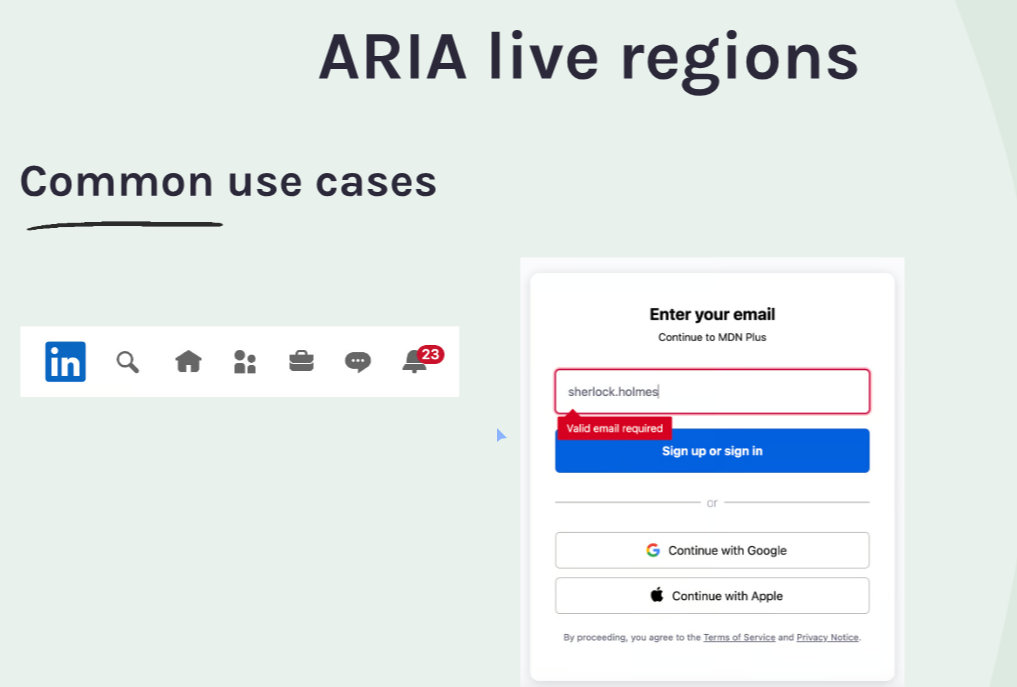 ARIA live regions
Common use cases
in
23
Enter your email
Continue to MDN Plus
sherlock.holmes
Valid email required
Sign up or sign in
or
Continue with Google
Continue with Apple
By proceeding, you agree to the Terms of Service and Privacy Notice.